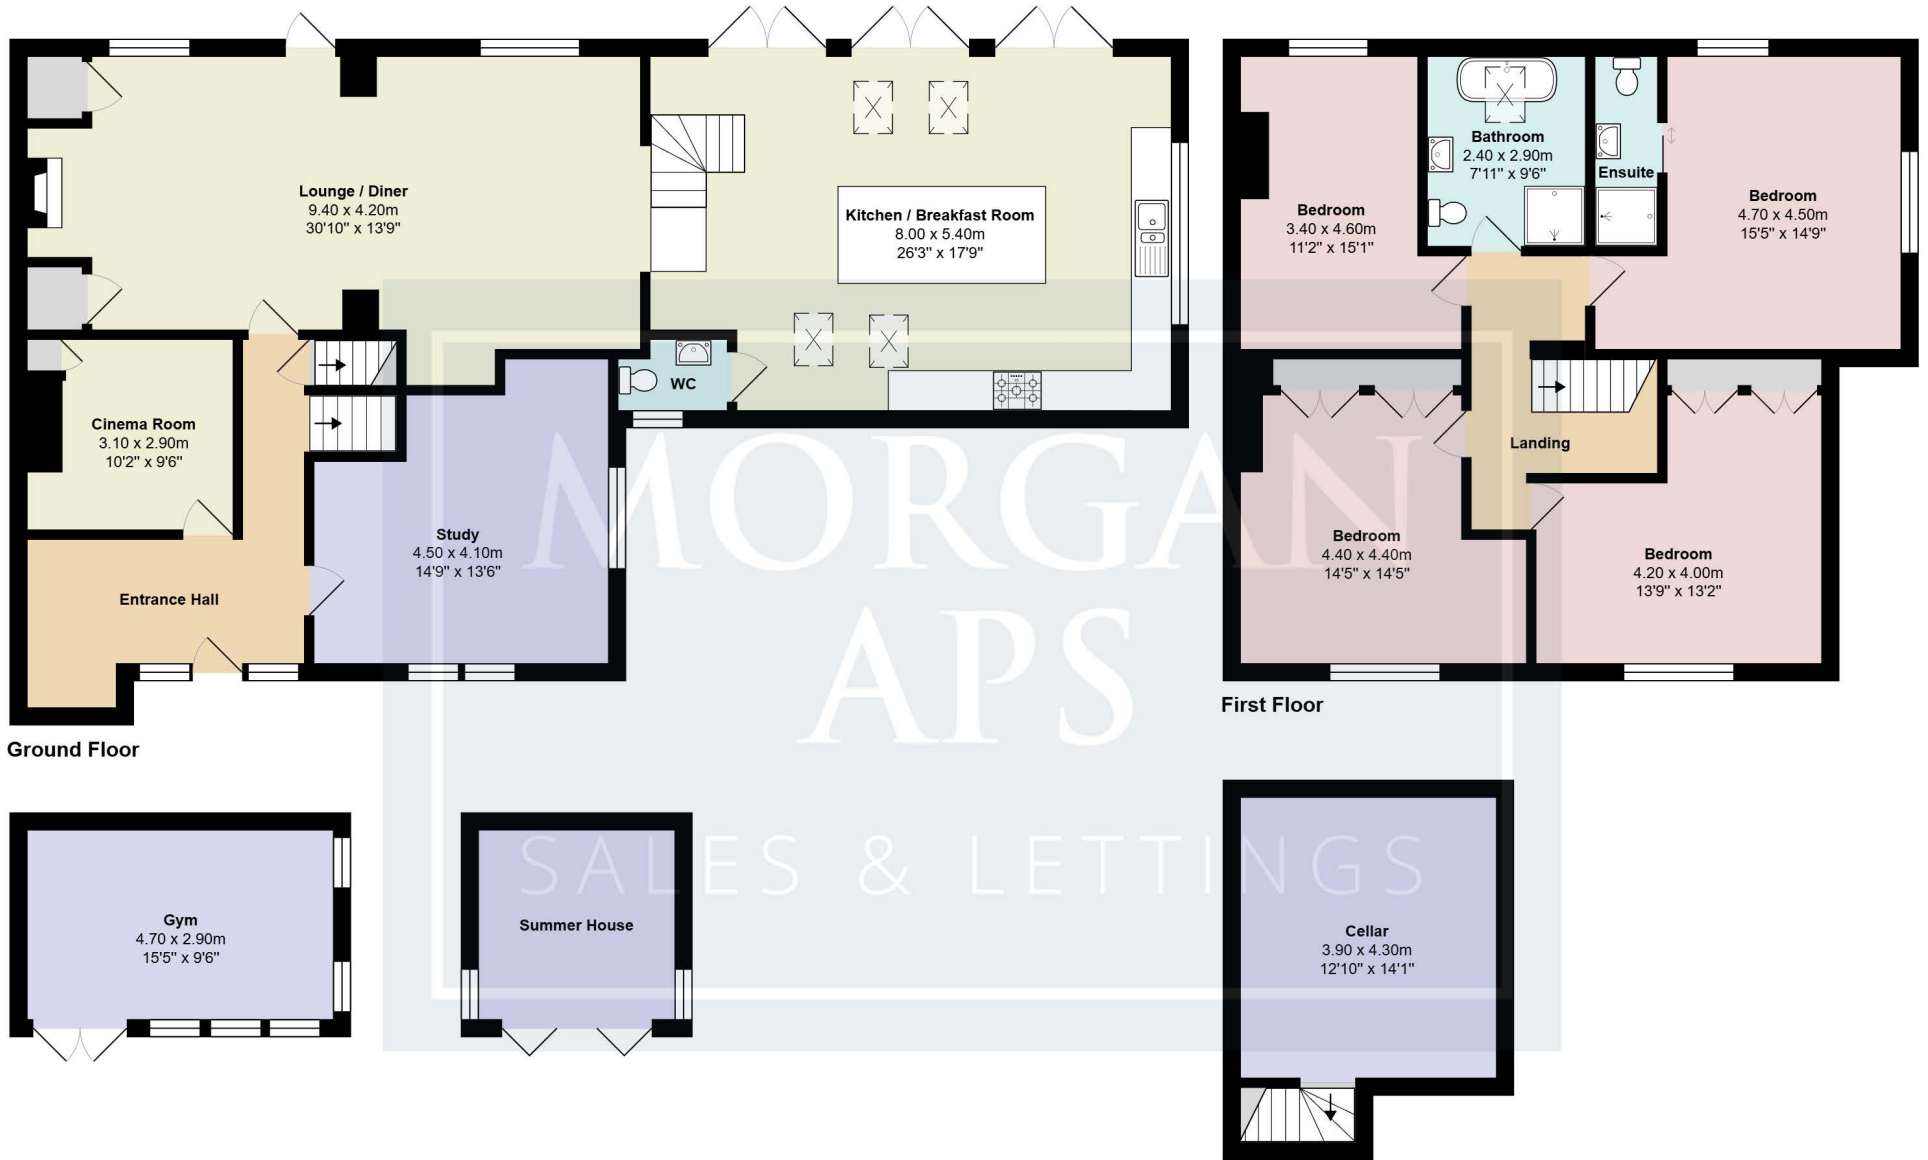 Lounge / Diner
9.40 x 4.20m
30'10" x 13'9"
Kitchen / Breakfast Room
8.00 x 5.40m
26'3" x 17'9"
Cinema Room
3.10 x 2.90m
10'2" x 9'6"
WC
Study
4.50 x 4.10m
14'9" x 13'6"
Entrance Hall
Ground Floor
Bedroom
3.40 x 4.60m
11'2" x 15'1"
Bathroom
2.40 x 2.90m
7'11" x 9'6"
Ensuite
Bedroom
4.70 x 4.50m
15'5" x 14'9"
Landing
Bedroom
4.40 x 4.40m
14'5" x 14'5"
Bedroom
4.20 x 4.00m
13'9" x 13'2"
First Floor
Gym
4.70 x 2.90m
15'5" x 9'6"
Summer House
Cellar
3.90 x 4.30m
12'10" x 14'1"
MORGAN
APS
SALES & LETTINGS